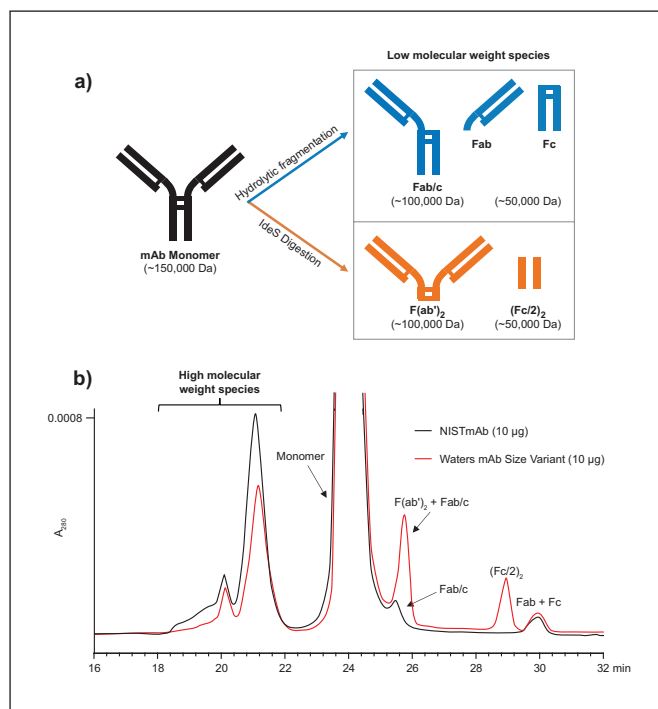 a)
Low molecular weight species
Hydrolytic fragmentation
IdeS Digestion
mAb Monomer
(~150,000 Da)
Fab
Fc
Fab/c
(~100,000 Da)
(~50,000 Da)
F(ab')₂
(Fc/2)₂
(~100,000 Da)
(~50,000 Da)
b)
High molecular
weight species
0.0008
NISTmAb (10 µg)
Waters mAb Size Variant (10 µg)
Monomer
F(ab')₂ + Fab/c
(Fc/2)₂
Fab/c
Fab + Fc
A₂₈₀
16 18 20 22 24 26 28 30 32 min